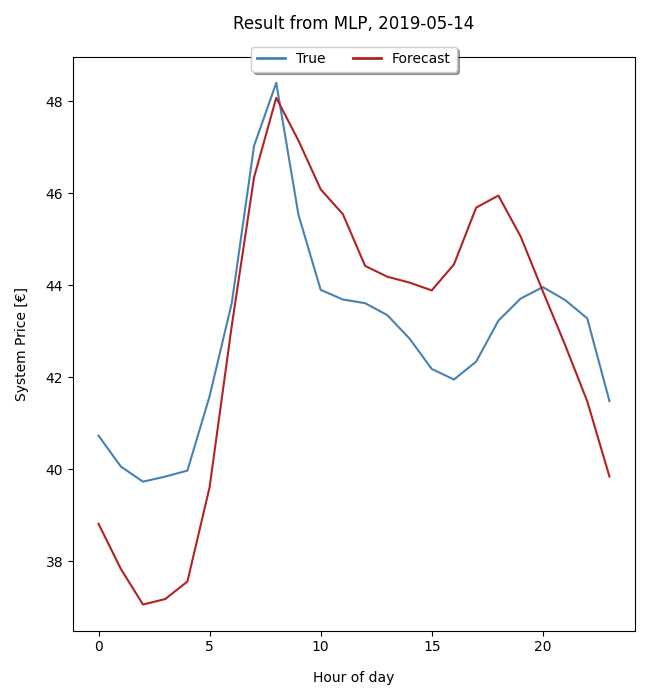 Result from MLP, 2019-05-14
True Forecast
48
46
44
42
40
38
System Price [€]
0 5 10 15 20
Hour of day